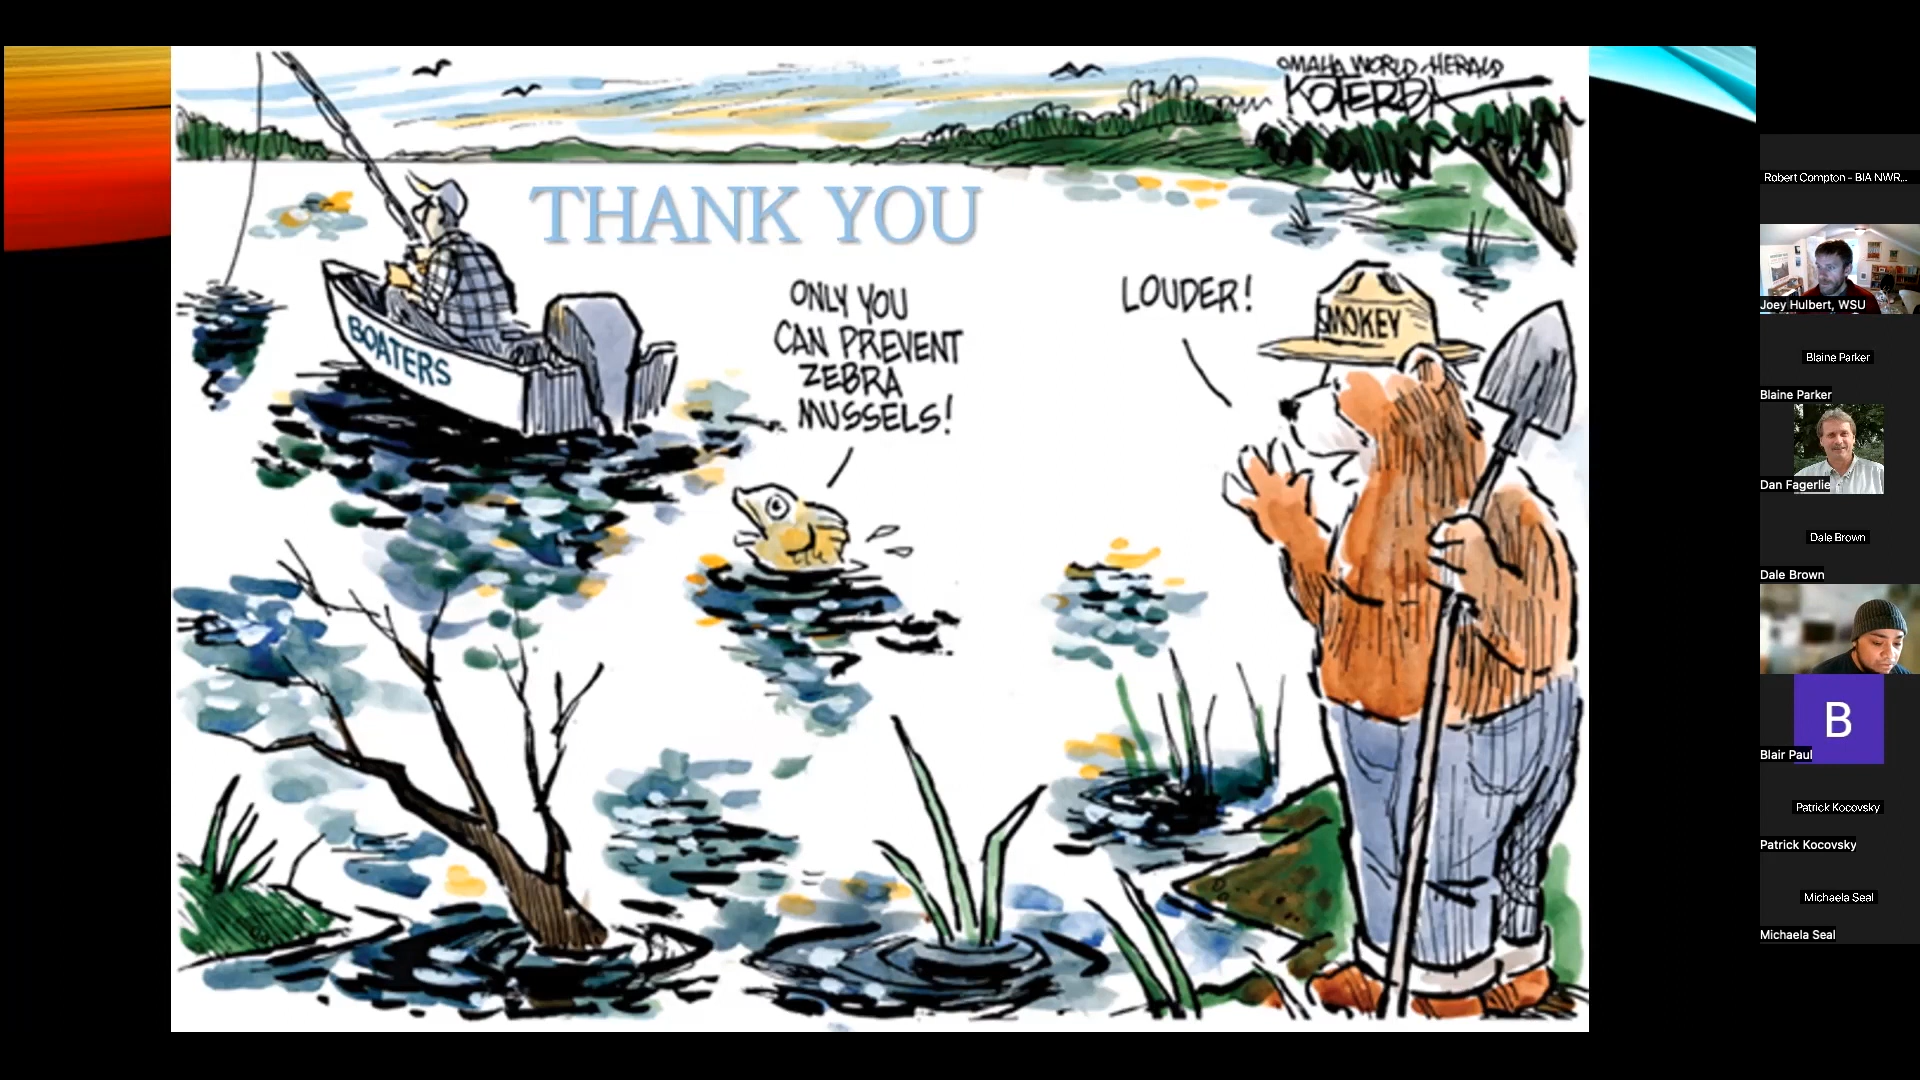 OMAHA WORLD-HERALD
KOTERBA
THANK YOU
ONLY YOU
CAN PREVENT
ZEBRA
MUSSELS!
LOUDER!
SMOKEY
BOATERS
Robert Compton - BIA NWR,...
Joey Hulbert, WSU
Blaine Parker
Blaine Parker
Dan Fagerlie
Dale Brown
Dale Brown
B
Blair Paul
Patrick Kocovsky
Patrick Kocovsky
Michaela Seal
Michaela Seal